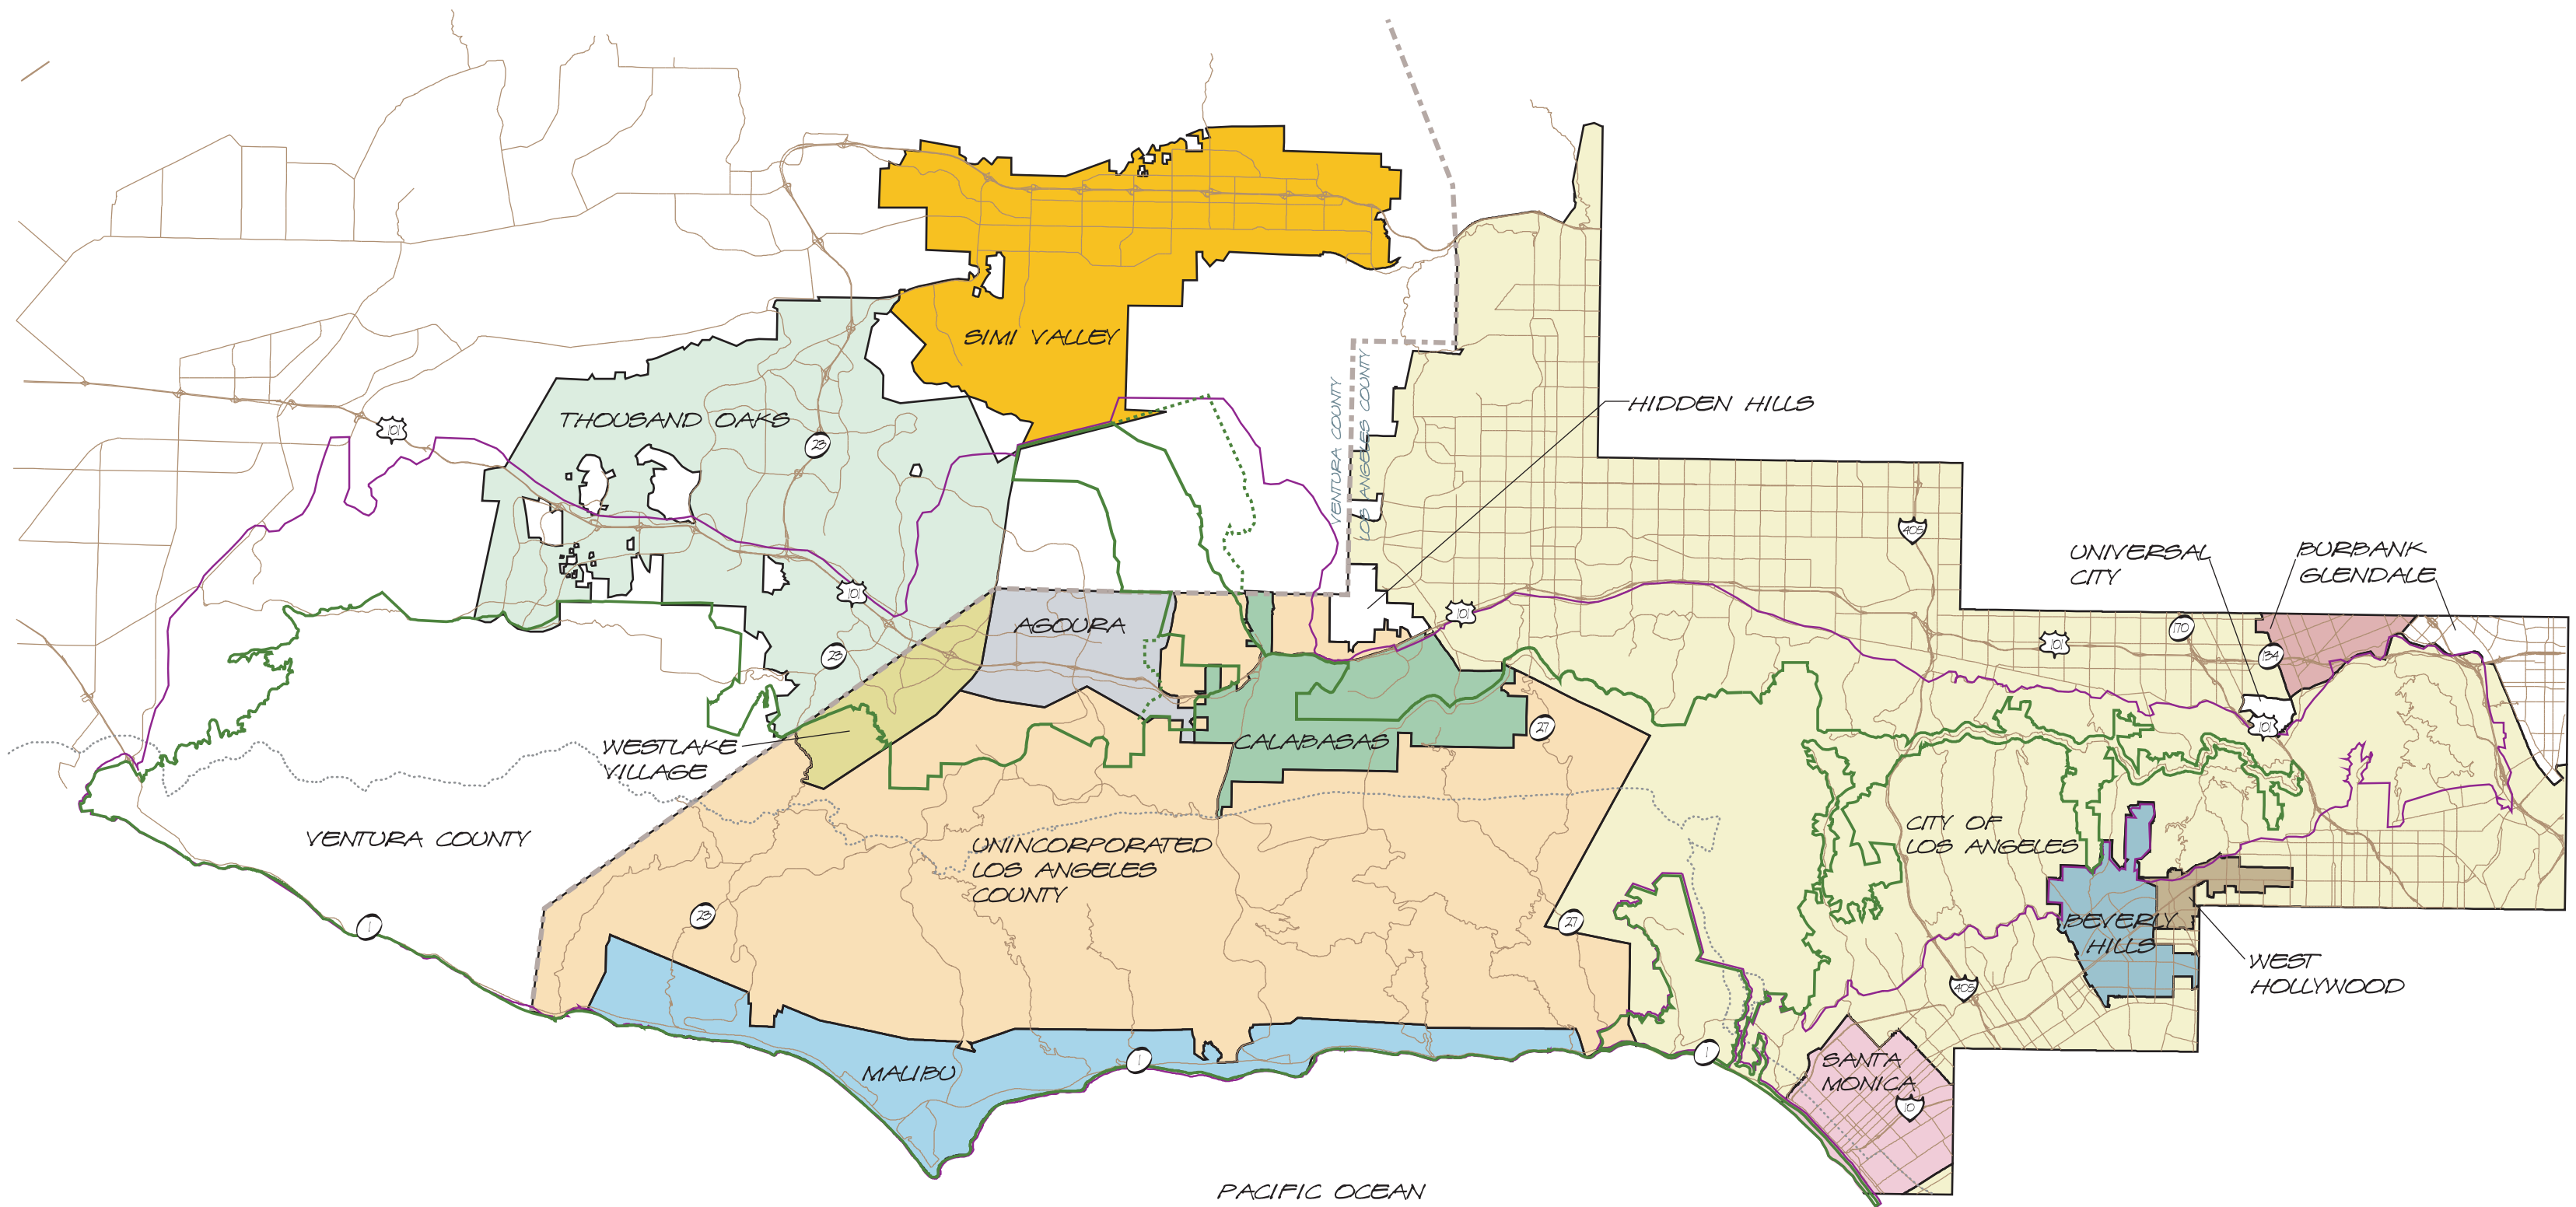 SIMI VALLEY
THOUSAND OAKS
HIDDEN HILLS
VENTURA COUNTY
LOS ANGELES COUNTY
101
23
405
UNIVERSAL
CITY
BURBANK
GLENDALE
101
101
170
101
134
AGOURA
23
WESTLAKE
VILLAGE
CALABASAS
27
101
VENTURA COUNTY
UNINCORPORATED
LOS ANGELES
COUNTY
CITY OF
LOS ANGELES
1
23
27
BEVERLY
HILLS
WEST
HOLLYWOOD
405
MALIBU
1
1
SANTA
MONICA
10
PACIFIC OCEAN